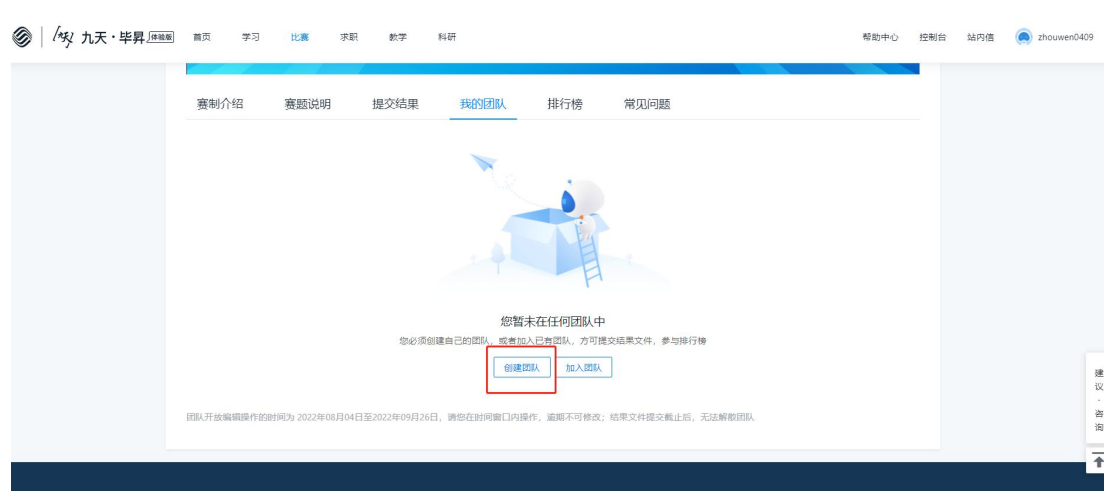 九天·毕昇 体验版 首页 学习 比赛 求职 教学 科研 帮助中心 控制台 站内信 zhouwen0409
赛制介绍 赛题说明 提交结果 我的团队 排行榜 常见问题
您暂未在任何团队中
您必须创建自己的团队，或者加入已有团队，方可提交结果文件，参与排行榜
创建团队 加入团队
团队开放编辑操作的时间为 2022年08月04日至2022年09月26日，请您在时间窗口内操作，逾期不可修改；结果文件提交截止后，无法解散团队
建
议
·
咨
询